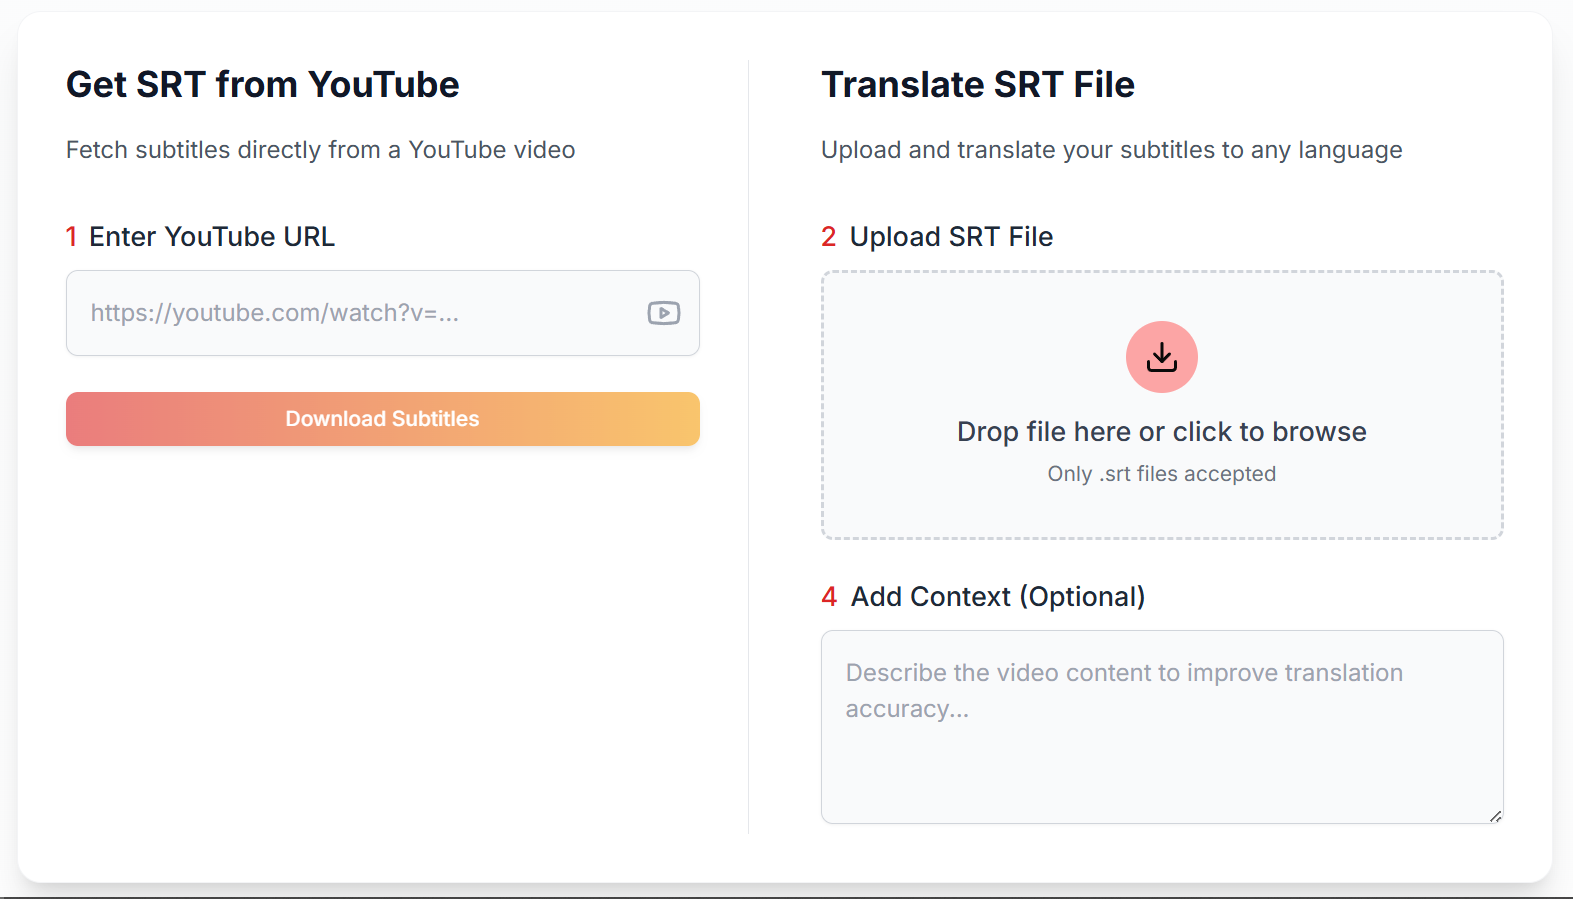 Get SRT from YouTube
Fetch subtitles directly from a YouTube video
1 Enter YouTube URL
https://youtube.com/watch?v=...
Download Subtitles
Translate SRT File
Upload and translate your subtitles to any language
2 Upload SRT File
Drop file here or click to browse
Only .srt files accepted
4 Add Context (Optional)
Describe the video content to improve translation
accuracy...